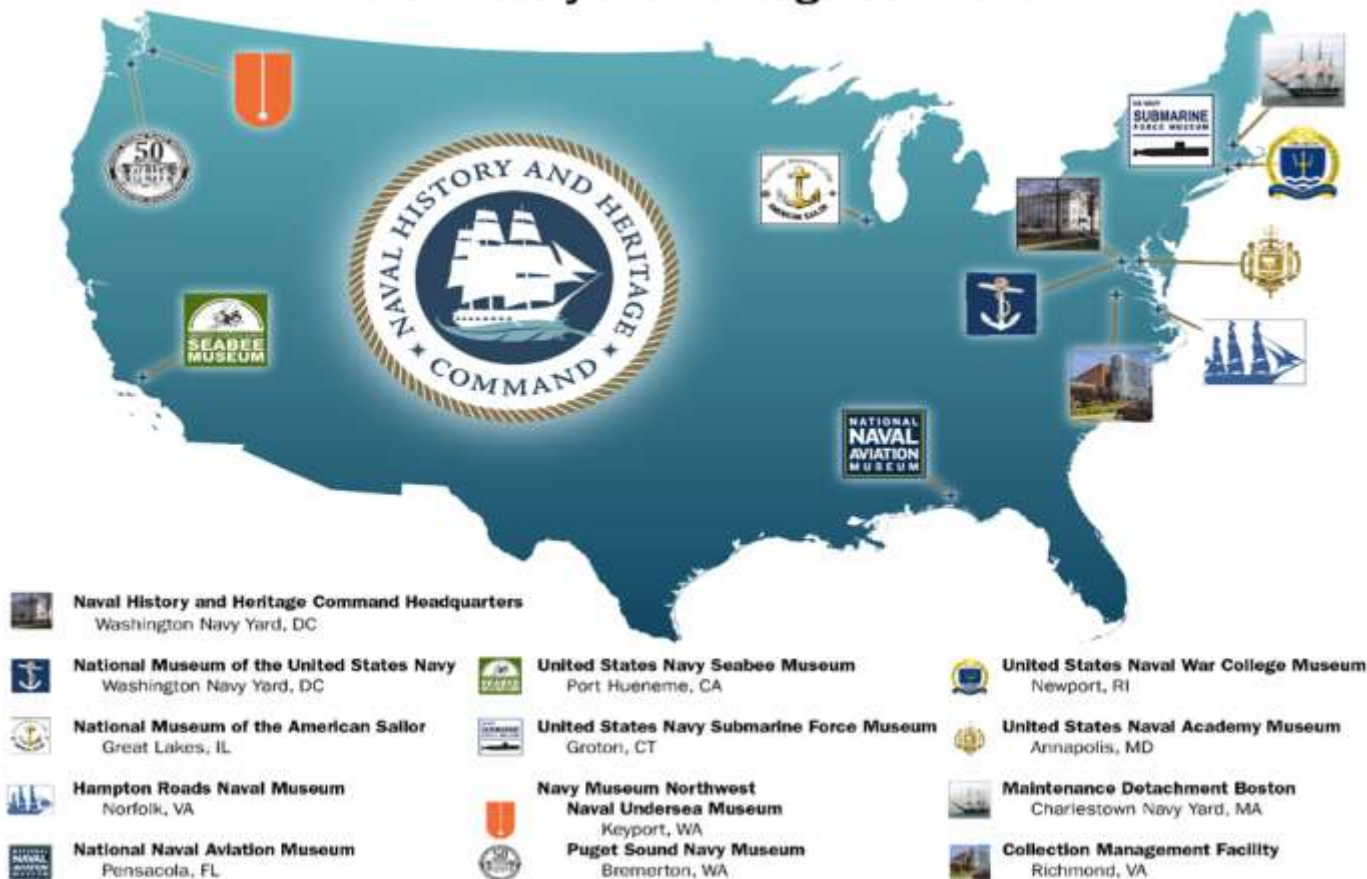 50
SEABEE
MUSEUM
NAVAL HISTORY AND HERITAGE
COMMAND
AMERICAN SAILOR
US NAVY
SUBMARINE
FORCE MUSEUM
NATIONAL
NAVAL
AVIATION
MUSEUM
Naval History and Heritage Command Headquarters
Washington Navy Yard, DC
National Museum of the United States Navy
Washington Navy Yard, DC
National Museum of the American Sailor
Great Lakes, IL
Hampton Roads Naval Museum
Norfolk, VA
National Naval Aviation Museum
Pensacola, FL
United States Navy Seabee Museum
Port Hueneme, CA
United States Navy Submarine Force Museum
Groton, CT
Navy Museum Northwest
Naval Undersea Museum
Keyport, WA
Puget Sound Navy Museum
Bremerton, WA
United States Naval War College Museum
Newport, RI
United States Naval Academy Museum
Annapolis, MD
Maintenance Detachment Boston
Charlestown Navy Yard, MA
Collection Management Facility
Richmond, VA